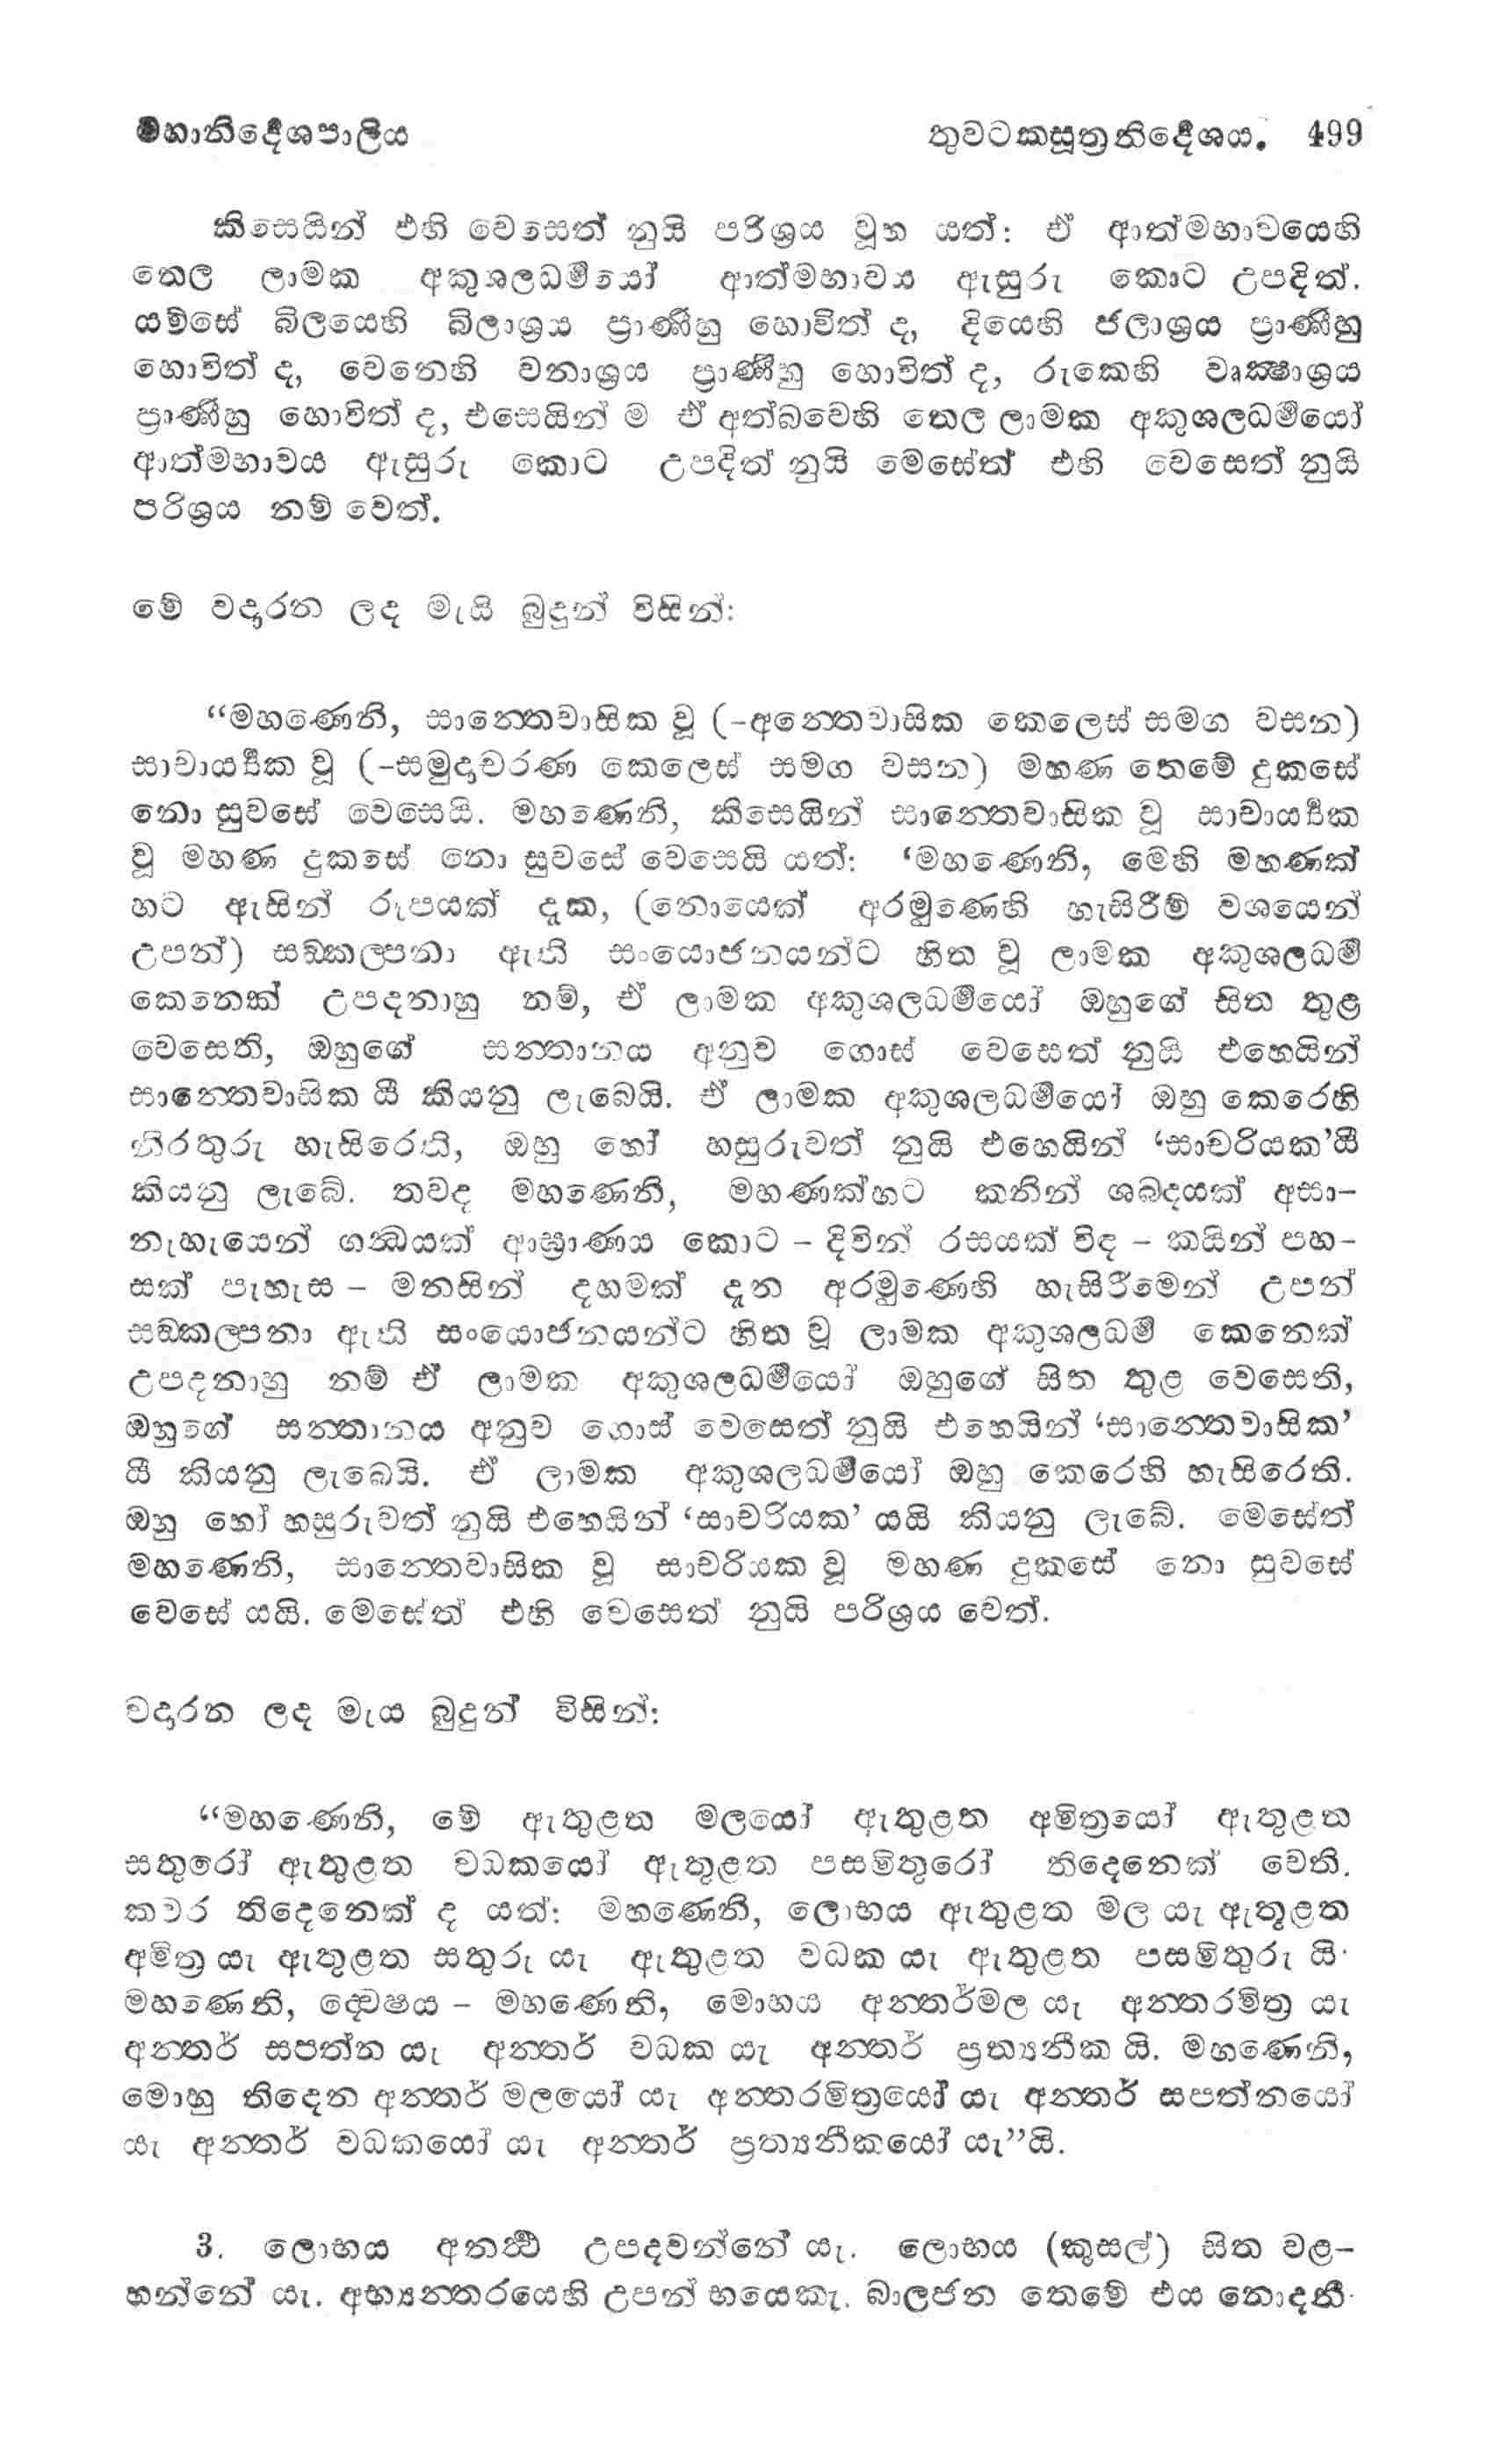 මහානිර්‍දෙශපාලිය තුවටකසූත්‍රනිර්‍දෙශය. 499
කිසෙයින් එහි වෙසෙත් නුයි පරිශ්‍රය වූහ යත්: ඒ ආත්මභාවයෙහි
තෙල ලාමක අකුශලධර්‍මයෝ ආත්මභාවය ඇසුරු කොට උපදිත්.
යම්සේ බිලයෙහි බිලාශ්‍රය ප්‍රාණීහු හොවිත් ද, දියෙහි ජලාශ්‍රය ප්‍රාණීහු
හොවිත් ද, වෙනෙහි වනාශ්‍රය ප්‍රාණීහු හොවිත් ද, රුකෙහි වෘක්‍ෂාශ්‍රය
ප්‍රාණීහු හොවිත් ද, එසෙයින් ම ඒ අත්බවෙහි තෙල ලාමක අකුශලධර්‍මයෝ
ආත්මභාවය ඇසුරු කොට උපදිත් නුයි මෙසේත් එහි වෙසෙත් නුයි
පරිශ්‍රය නම් වෙත්.
මේ වදාරන ලද මැයි බුදුන් විසින්:
“මහණෙනි, සාන්තෙවාසික වූ (-අන්තෙවාසික කෙලෙස් සමග වසන)
සාචාර්‍ය්‍යක වූ (-සමුදාචරණ කෙලෙස් සමග වසන) මහණ තෙමේ දුකසේ
නො සුවසේ වෙසෙයි. මහණෙනි, කිසෙයින් සාන්තෙවාසික වූ සාචාර්‍ය්‍යක
වූ මහණ දුකසේ නො සුවසේ වෙසෙයි යත්: ‘මහණෙනි, මෙහි මහණක්
හට ඇසින් රූපයක් දැක, (නොයෙක් අරමුණෙහි හැසිරීම් වශයෙන්
උපන්) සඞ්කල්පනා ඇති සංයොජනයන්ට හිත වූ ලාමක අකුශලධර්‍ම
කෙනෙක් උපදනාහු නම්, ඒ ලාමක අකුශලධර්‍මයෝ ඔහුගේ සිත තුළ
වෙසෙති, ඔහුගේ සන්තානය අනුව ගොස් වෙසෙත් නුයි එහෙයින්
සාන්තෙවාසික යී කියනු ලැබෙයි. ඒ ලාමක අකුශලධර්‍මයෝ ඔහු කෙරෙහි
නිරතුරු හැසිරෙති, ඔහු හෝ හසුරුවත් නුයි එහෙයින් ‘සාචරියක’යී
කියනු ලැබේ. තවද මහණෙනි, මහණක්හට කනින් ශබ්දයක් අසා-
නැහැයෙන් ගන්‍ධයක් ආඝ්‍රාණය කොට - දිවින් රසයක් විඳ - කයින් පහ-
සක් පැහැස - මනසින් දහමක් දැන අරමුණෙහි හැසිරීමෙන් උපන්
සඞ්කල්පනා ඇති සංයොජනයන්ට හිත වූ ලාමක අකුශලධර්‍ම කෙනෙක්
උපදනාහු නම් ඒ ලාමක අකුශලධර්‍මයෝ ඔහුගේ සිත තුළ වෙසෙති,
ඔහුගේ සන්තානය අනුව ගොස් වෙසෙත් නුයි එහෙයින් ‘සාන්තෙවාසික’
යී කියනු ලැබෙයි. ඒ ලාමක අකුශලධර්‍මයෝ ඔහු කෙරෙහි හැසිරෙති.
ඔහු හෝ හසුරුවත් නුයි එහෙයින් ‘සාචරියක’ යයි කියනු ලැබේ. මෙසේත්
මහණෙනි, සාන්තෙවාසික වූ සාචරියක වූ මහණ දුකසේ නො සුවසේ
වෙසේ යයි. මෙසේත් එහි වෙසෙත් නුයි පරිශ්‍රය වෙත්.
වදාරන ලද මැය බුදුන් විසින්:
“මහණෙනි, මේ ඇතුළත මලයෝ ඇතුළත අමිත්‍රයෝ ඇතුළත
සතුරෝ ඇතුළත වධකයෝ ඇතුළත පසමිතුරෝ තිදෙනෙක් වෙති.
කවර තිදෙනෙක් ද යත්: මහණෙනි, ලොභය ඇතුළත මල යැ ඇතුළත
අමිත්‍ර යැ ඇතුළත සතුරු යැ ඇතුළත වධක යැ ඇතුළත පසමිතුරු යි.
මහණෙනි, ද්වෙෂය - මහණෙනි, මොහය අන්තර්මල යැ අන්තරමිත්‍ර යැ
අන්තර් සපත්න යැ අන්තර් වධක යැ අන්තර් ප්‍රත්‍යනීක යි. මහණෙනි,
මොහු තිදෙන අන්තර් මලයෝ යැ අන්තරමිත්‍රයෝ යැ අන්තර් සපත්නයෝ
යැ අන්තර් වධකයෝ යැ අන්තර් ප්‍රත්‍යනීකයෝ යැ”යි.
3. ලොභය අනර්‍ථ උපදවන්නේ යැ. ලොභය (කුසල්) සිත වළ-
හන්නේ යැ. අභ්‍යන්තරයෙහි උපන් භයෙකැ. බාලජන තෙමේ එය නොදනී.